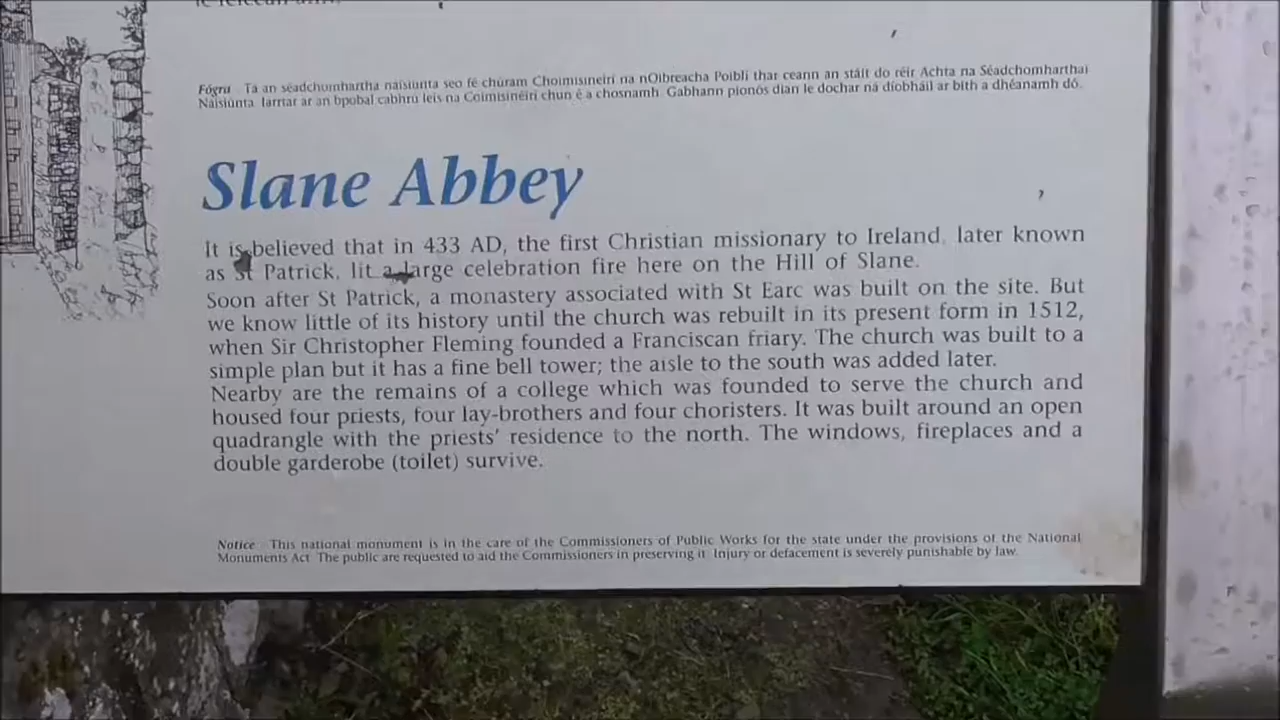 Fógra Tá an séadchomhartha náisiúnta seo fé chúram Choimisinéirí na nOibreacha Poiblí thar ceann an stáit do réir Achta na Séadchomharthaí
Náisiúnta. Iarrtar ar an bpobal cabhrú leis na Coimisinéirí chun é a chosnamh. Gabhann pionós dian le dochar ná díobháil ar bith a dhéanamh dó.
Slane Abbey
It is believed that in 433 AD, the first Christian missionary to Ireland, later known
as St Patrick, lit a large celebration fire here on the Hill of Slane.
Soon after St Patrick, a monastery associated with St Earc was built on the site. But
we know little of its history until the church was rebuilt in its present form in 1512,
when Sir Christopher Fleming founded a Franciscan friary. The church was built to a
simple plan but it has a fine bell tower; the aisle to the south was added later.
Nearby are the remains of a college which was founded to serve the church and
housed four priests, four lay-brothers and four choristers. It was built around an open
quadrangle with the priests' residence to the north. The windows, fireplaces and a
double garderobe (toilet) survive.
Notice This national monument is in the care of the Commissioners of Public Works for the state under the provisions of the National
Monuments Act. The public are requested to aid the Commissioners in preserving it. Injury or defacement is severely punishable by law.